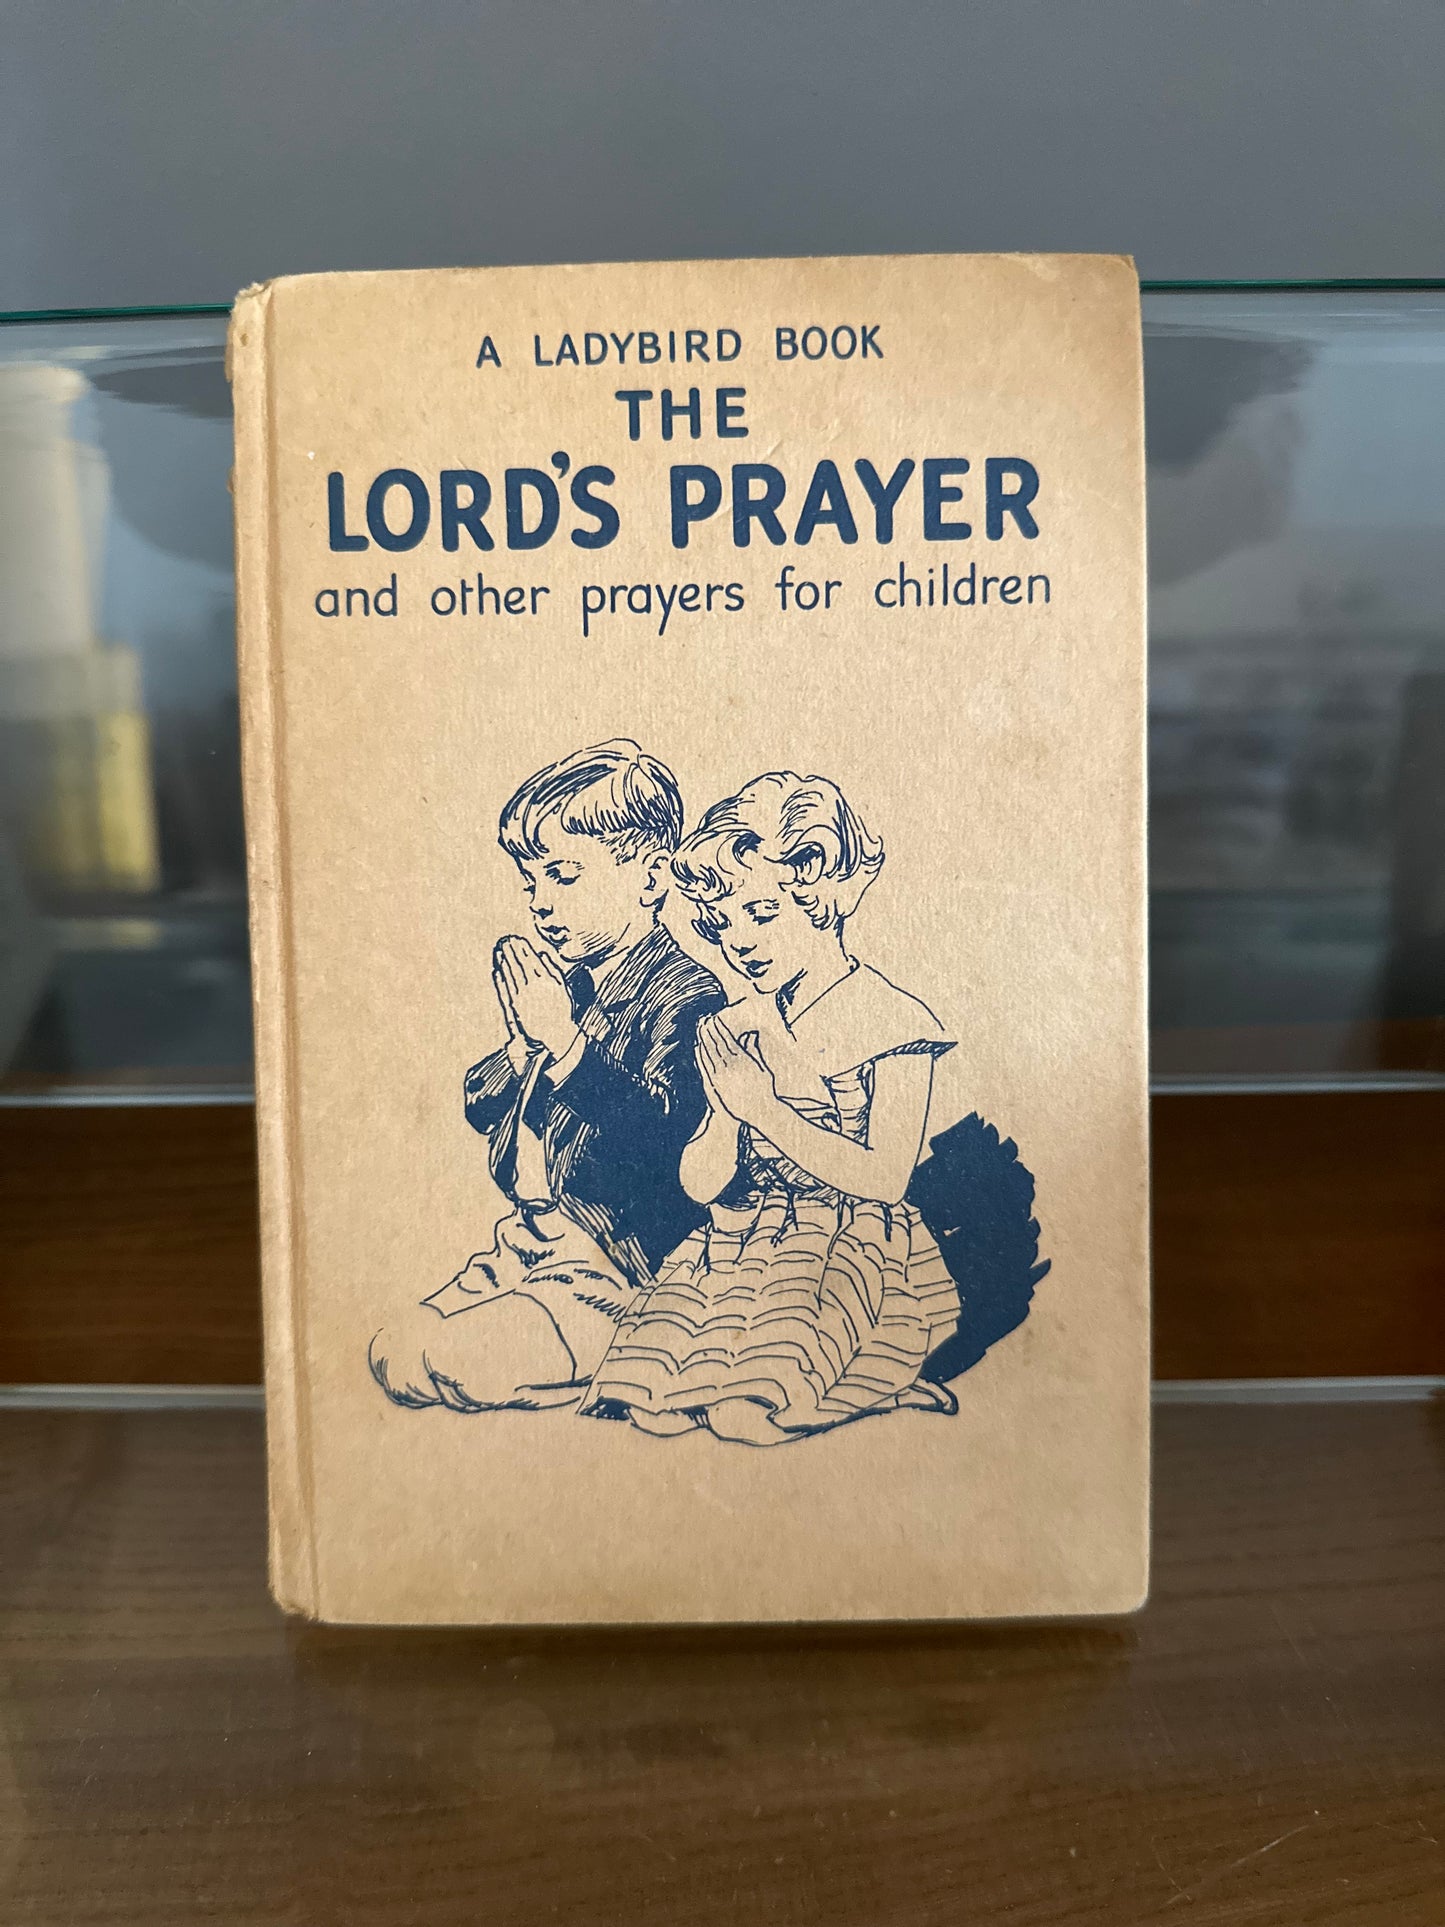 A LADYBIRD BOOK
THE
LORD'S PRAYER
and other prayers for children